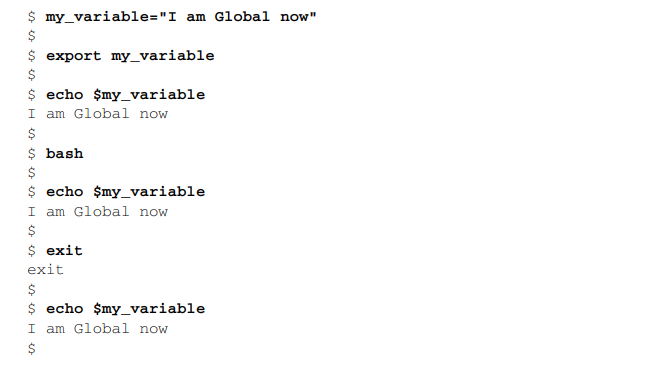 $ my_variable="I am Global now"
$
$ export my_variable
$
$ echo $my_variable
I am Global now
$
$ bash
$
$ echo $my_variable
I am Global now
$
$ exit
exit
$
$ echo $my_variable
I am Global now
$